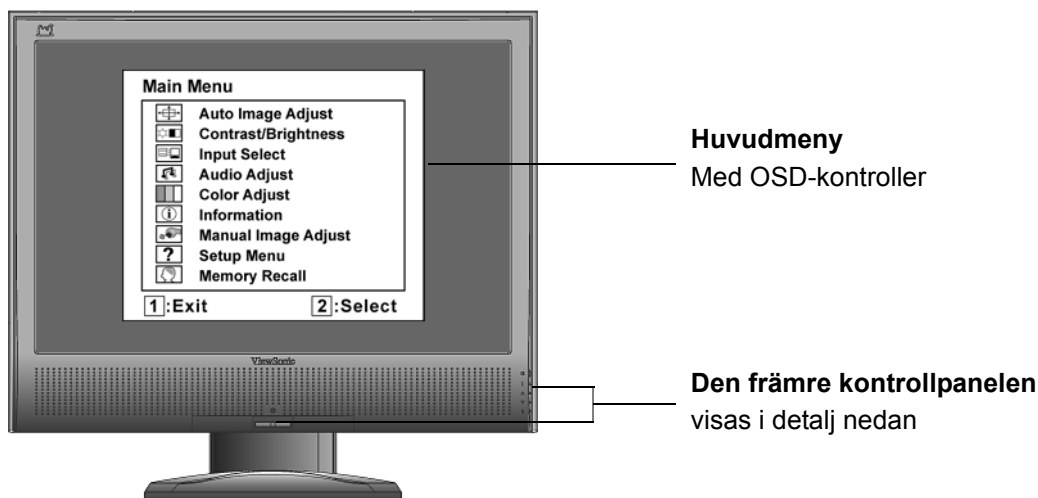 Main Menu
Auto Image Adjust
Contrast/Brightness
Input Select
Audio Adjust
Color Adjust
Information
Manual Image Adjust
? Setup Menu
Memory Recall
1:Exit 2:Select
ViewSonic
Huvudmeny
Med OSD-kontroller
Den främre kontrollpanelen
visas i detalj nedan